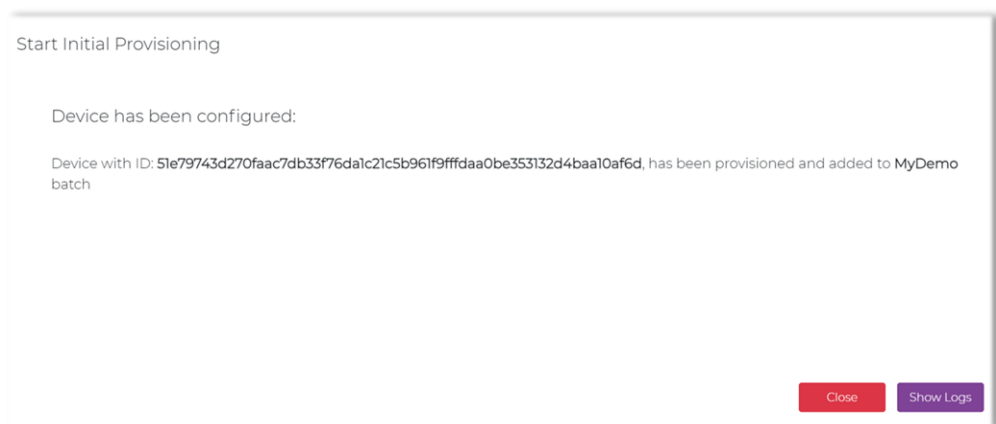 Start Initial Provisioning
Device has been configured:
Device with ID: 51e79743d270faac7db33f76da1c21c5b961f9fffdaa0be353132d4baa10af6d, has been provisioned and added to MyDemo
batch
Close
Show Logs